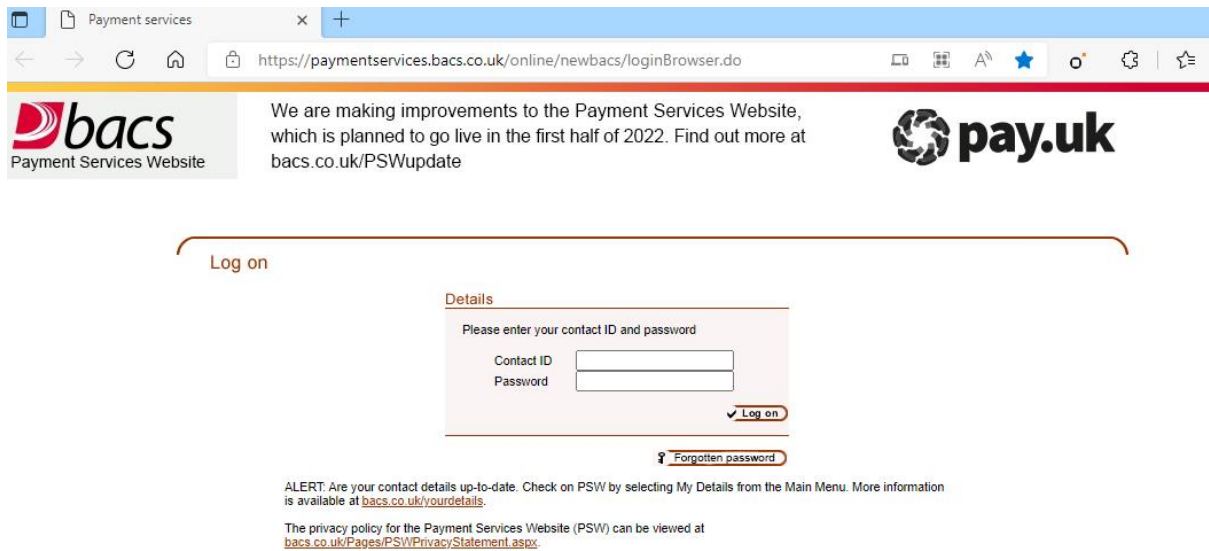 Payment services
https://paymentservices.bacs.co.uk/online/newbacs/loginBrowser.do
bacs
Payment Services Website
We are making improvements to the Payment Services Website,
which is planned to go live in the first half of 2022. Find out more at
bacs.co.uk/PSWupdate
pay.uk
Log on
Details
Please enter your contact ID and password
Contact ID
Password
Log on
Forgotten password
ALERT: Are your contact details up-to-date. Check on PSW by selecting My Details from the Main Menu. More information
is available at bacs.co.uk/yourdetails.
The privacy policy for the Payment Services Website (PSW) can be viewed at
bacs.co.uk/Pages/PSWPrivacyStatement.aspx.